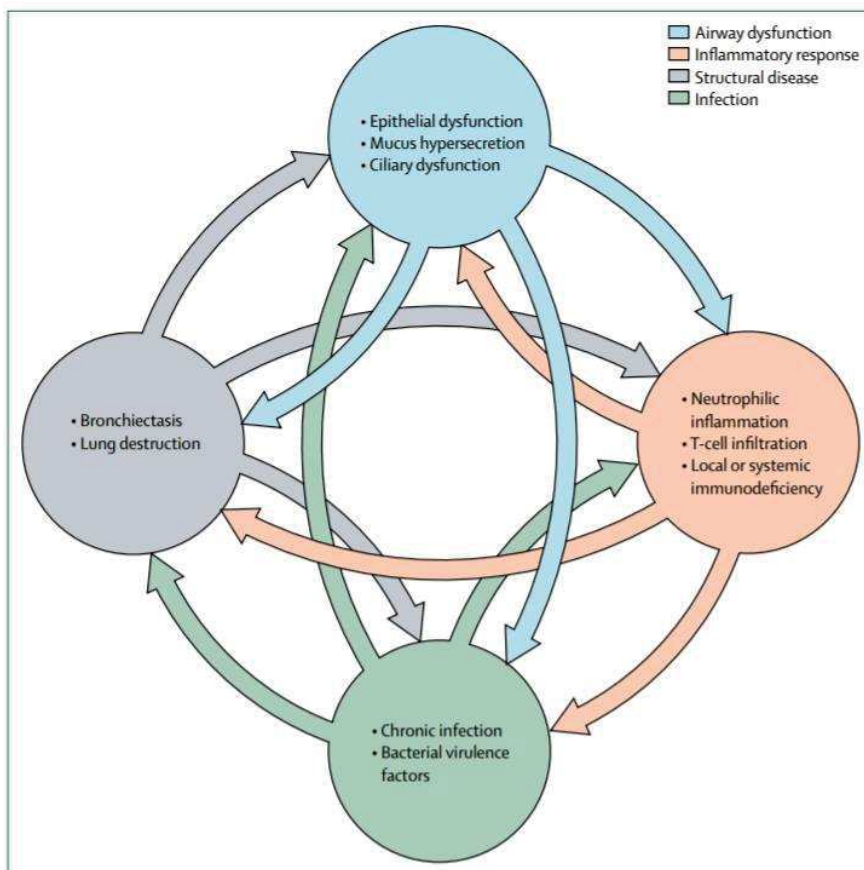 Airway dysfunction
Inflammatory response
Structural disease
Infection
• Epithelial dysfunction
• Mucus hypersecretion
• Ciliary dysfunction
• Bronchiectasis
• Lung destruction
• Neutrophilic
inflammation
• T-cell infiltration
• Local or systemic
immunodeficiency
• Chronic infection
• Bacterial virulence
factors